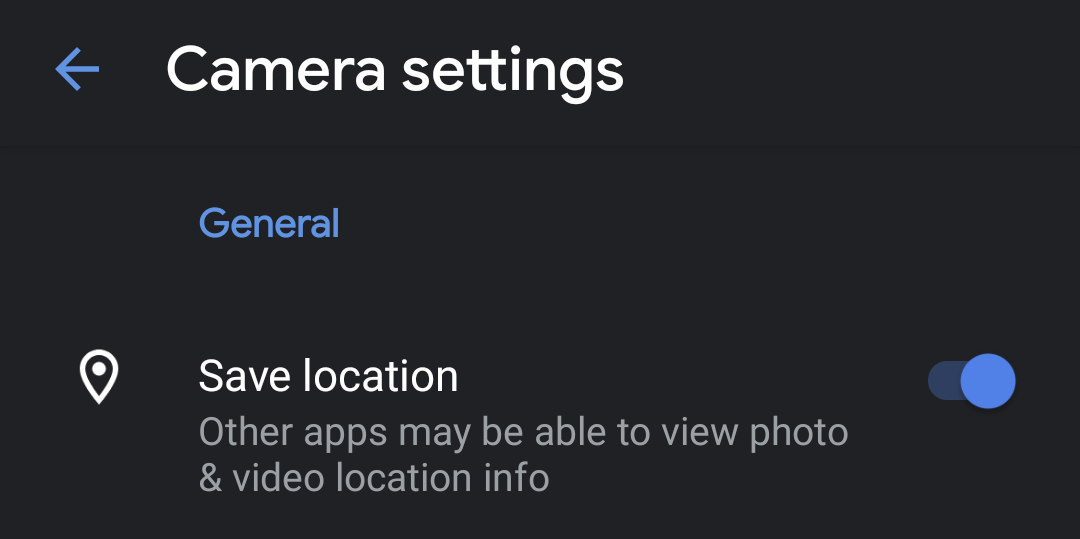 Camera settings
General
Save location
Other apps may be able to view photo
& video location info